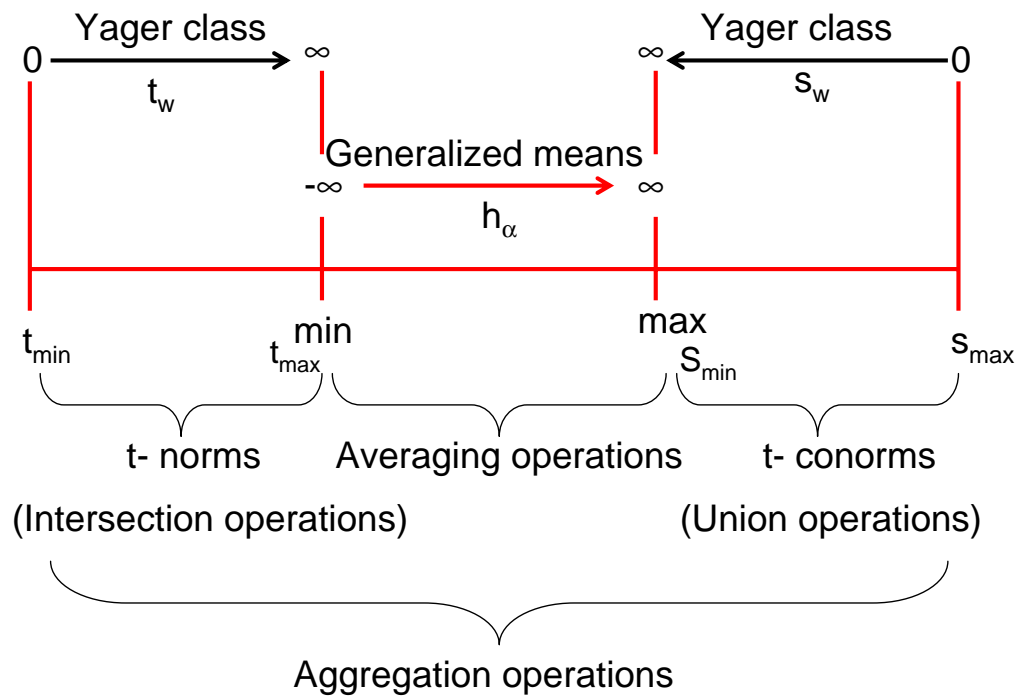 Yager class Yager class
0 ∞ ∞ 0
t_w s_w
Generalized means
-∞ ∞
h_α
t_min min max s_max
t_max S_min
t- norms Averaging operations t- conorms
(Intersection operations) (Union operations)
Aggregation operations